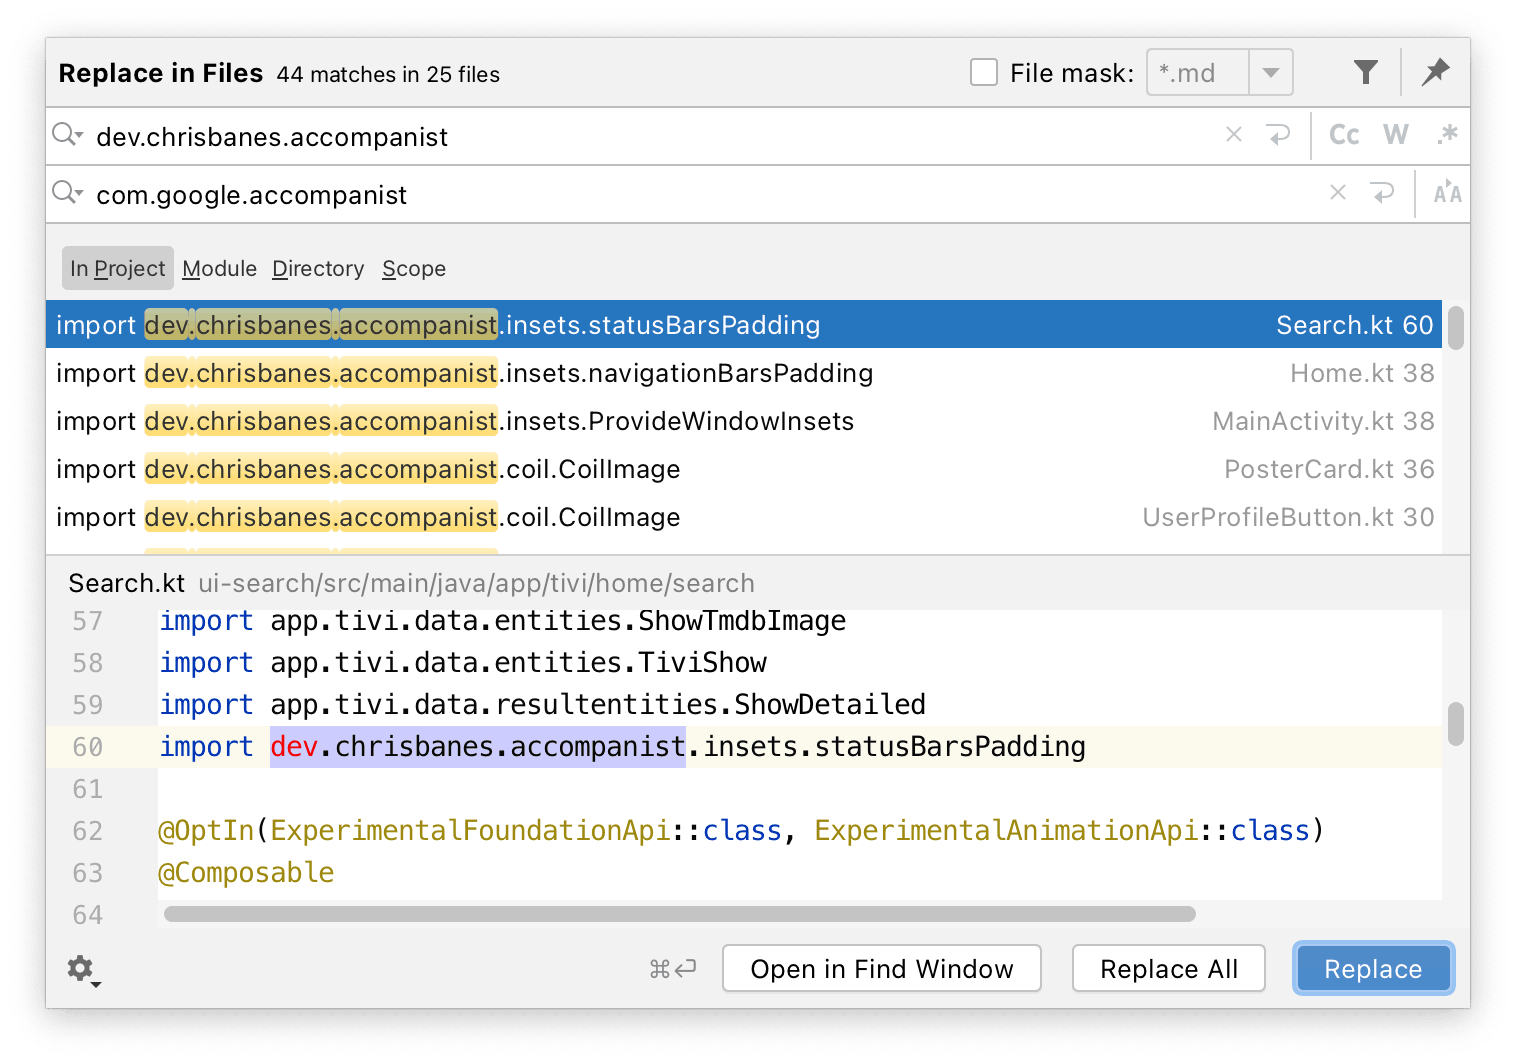 Replace in Files 44 matches in 25 files File mask: *.md
dev.chrisbanes.accompanist Cc W .*
com.google.accompanist AA
In Project Module Directory Scope
import dev.chrisbanes.accompanist.insets.statusBarsPadding Search.kt 60
import dev.chrisbanes.accompanist.insets.navigationBarsPadding Home.kt 38
import dev.chrisbanes.accompanist.insets.ProvideWindowInsets MainActivity.kt 38
import dev.chrisbanes.accompanist.coil.CoilImage PosterCard.kt 36
import dev.chrisbanes.accompanist.coil.CoilImage UserProfileButton.kt 30
Search.kt ui-search/src/main/java/app/tivi/home/search
57 import app.tivi.data.entities.ShowTmdbImage
58 import app.tivi.data.entities.TiviShow
59 import app.tivi.data.resultentities.ShowDetailed
60 import dev.chrisbanes.accompanist.insets.statusBarsPadding
61
62 @OptIn(ExperimentalFoundationApi::class, ExperimentalAnimationApi::class)
63 @Composable
64
⌘⏎ Open in Find Window Replace All Replace